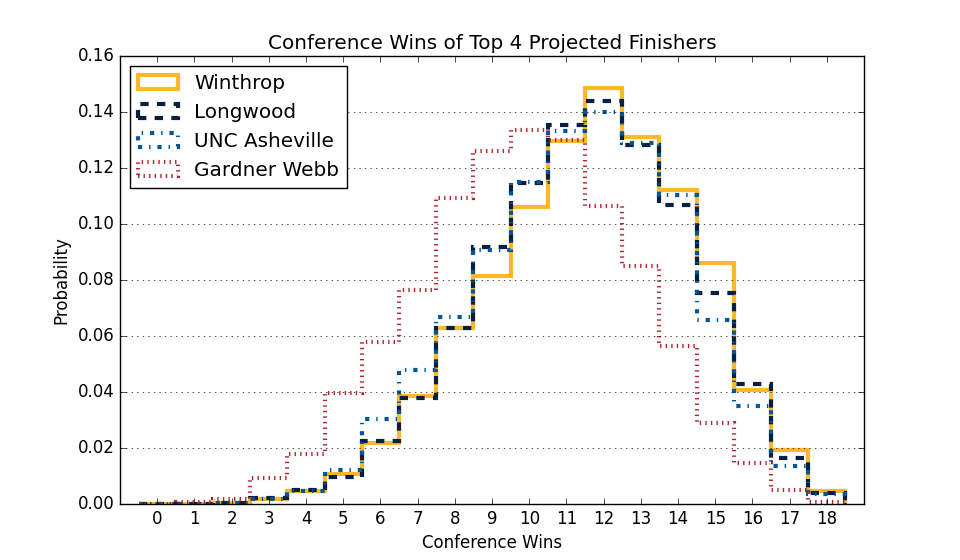 Conference Wins of Top 4 Projected Finishers
Winthrop
Longwood
UNC Asheville
Gardner Webb
Probability
0.16
0.14
0.12
0.10
0.08
0.06
0.04
0.02
0.00
0 1 2 3 4 5 6 7 8 9 10 11 12 13 14 15 16 17 18
Conference Wins